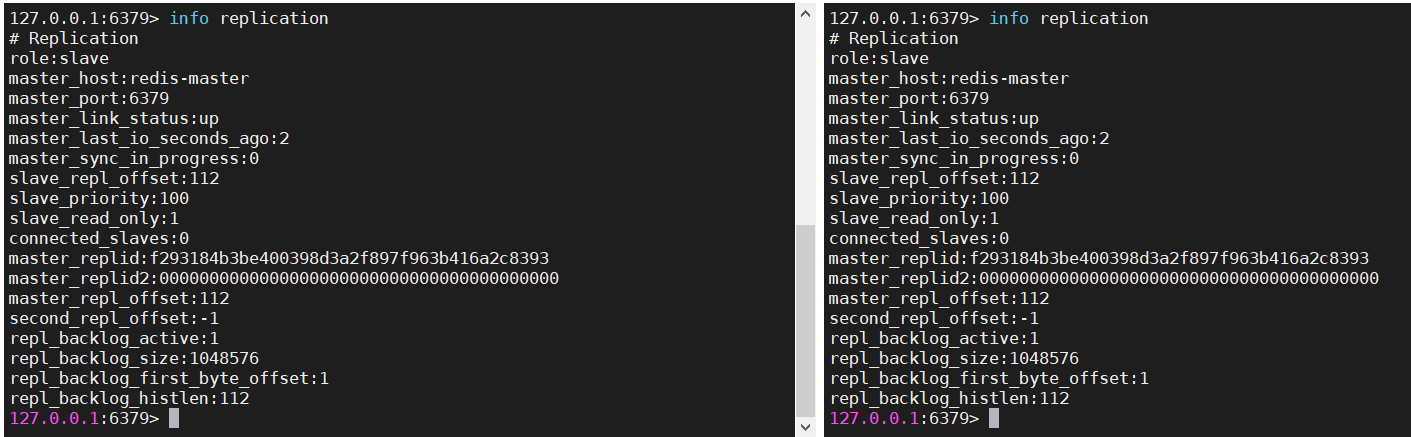 127.0.0.1:6379> info replication
# Replication
role:slave
master_host:redis-master
master_port:6379
master_link_status:up
master_last_io_seconds_ago:2
master_sync_in_progress:0
slave_repl_offset:112
slave_priority:100
slave_read_only:1
connected_slaves:0
master_replid:f293184b3be400398d3a2f897f963b416a2c8393
master_replid2:0000000000000000000000000000000000000000
master_repl_offset:112
second_repl_offset:-1
repl_backlog_active:1
repl_backlog_size:1048576
repl_backlog_first_byte_offset:1
repl_backlog_histlen:112
127.0.0.1:6379>
127.0.0.1:6379> info replication
# Replication
role:slave
master_host:redis-master
master_port:6379
master_link_status:up
master_last_io_seconds_ago:2
master_sync_in_progress:0
slave_repl_offset:112
slave_priority:100
slave_read_only:1
connected_slaves:0
master_replid:f293184b3be400398d3a2f897f963b416a2c8393
master_replid2:0000000000000000000000000000000000000000
master_repl_offset:112
second_repl_offset:-1
repl_backlog_active:1
repl_backlog_size:1048576
repl_backlog_first_byte_offset:1
repl_backlog_histlen:112
127.0.0.1:6379>